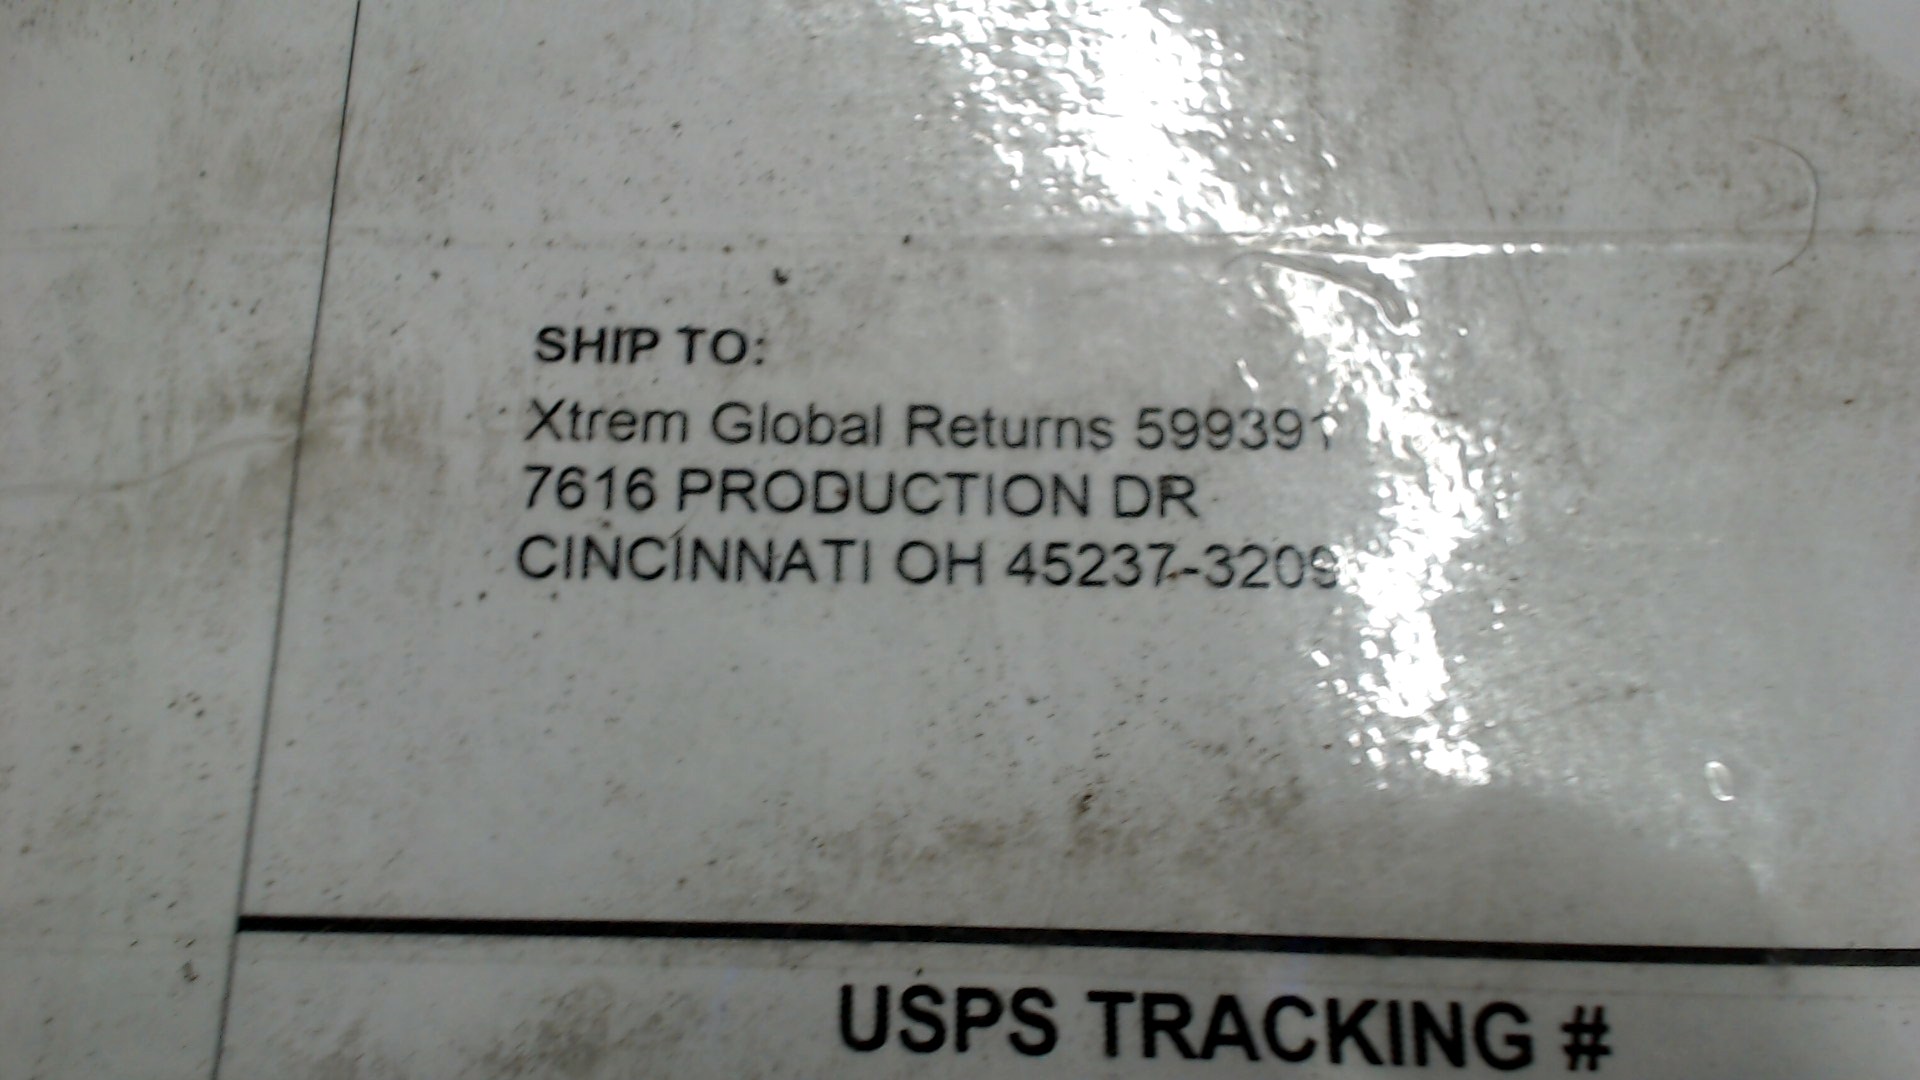 SHIP TO:
Xtrem Global Returns 599391
7616 PRODUCTION DR
CINCINNATI OH 45237-3209
USPS TRACKING #